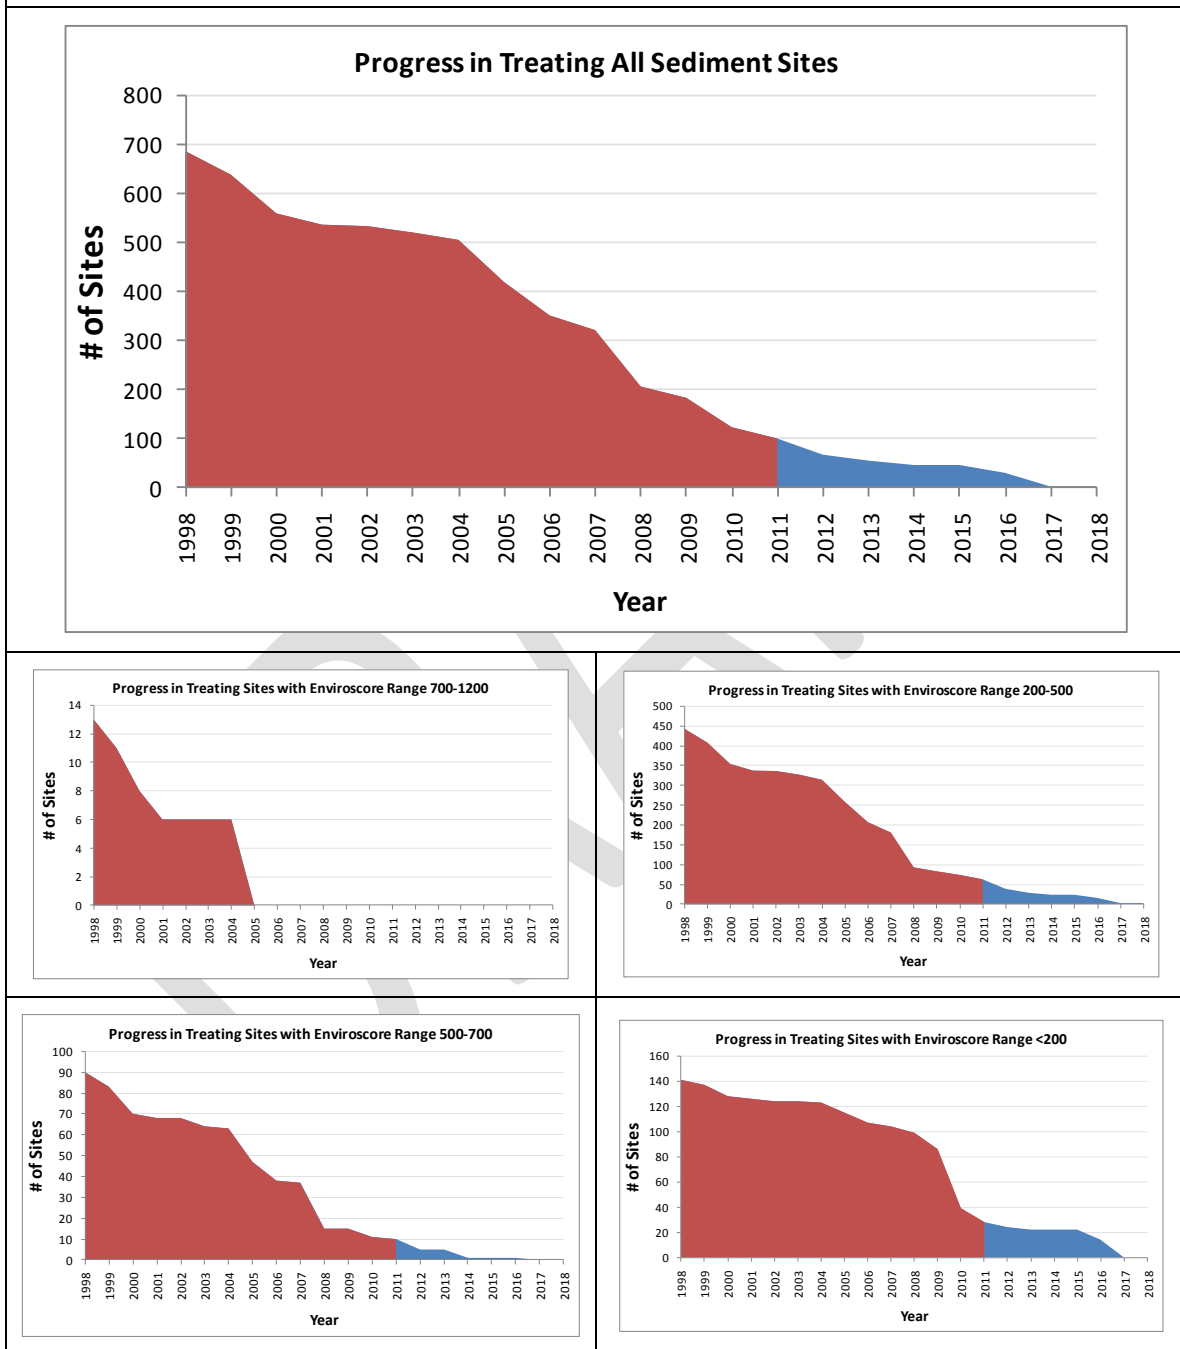 Progress in Treating All Sediment Sites
800
700
600
500
400
300
200
100
0
# of Sites
1998 1999 2000 2001 2002 2003 2004 2005 2006 2007 2008 2009 2010 2011 2012 2013 2014 2015 2016 2017 2018
Year
Progress in Treating Sites with Enviroscore Range 700-1200
14
12
10
8
6
4
2
0
# of Sites
1998 1999 2000 2001 2002 2003 2004 2005 2006 2007 2008 2009 2010 2011 2012 2013 2014 2015 2016 2017 2018
Year
Progress in Treating Sites with Enviroscore Range 200-500
500
450
400
350
300
250
200
150
100
50
0
# of Sites
1998 1999 2000 2001 2002 2003 2004 2005 2006 2007 2008 2009 2010 2011 2012 2013 2014 2015 2016 2017 2018
Year
Progress in Treating Sites with Enviroscore Range 500-700
100
90
80
70
60
50
40
30
20
10
0
# of Sites
1998 1999 2000 2001 2002 2003 2004 2005 2006 2007 2008 2009 2010 2011 2012 2013 2014 2015 2016 2017 2018
Year
Progress in Treating Sites with Enviroscore Range <200
160
140
120
100
80
60
40
20
0
# of Sites
1998 1999 2000 2001 2002 2003 2004 2005 2006 2007 2008 2009 2010 2011 2012 2013 2014 2015 2016 2017 2018
Year